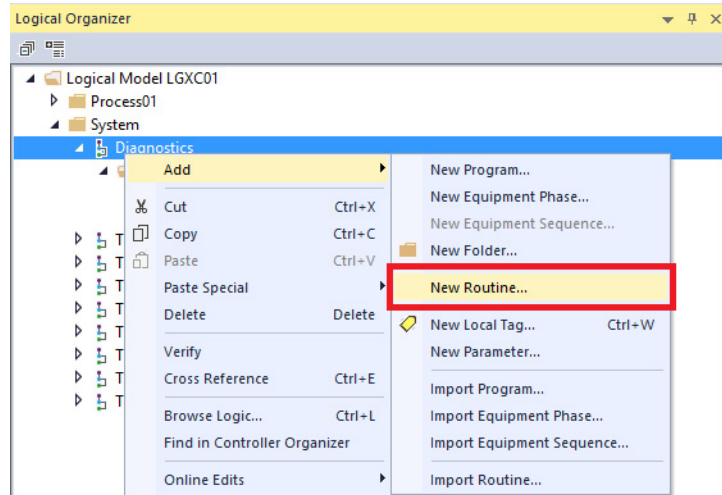 Logical Organizer
Logical Model LGXC01
Process01
System
Diagnostics
Add
Cut Ctrl+X
Copy Ctrl+C
Paste Ctrl+V
Paste Special
Delete Delete
Verify
Cross Reference Ctrl+E
Browse Logic... Ctrl+L
Find in Controller Organizer
Online Edits
New Program...
New Equipment Phase...
New Equipment Sequence...
New Folder...
New Routine...
New Local Tag... Ctrl+W
New Parameter...
Import Program...
Import Equipment Phase...
Import Equipment Sequence...
Import Routine...
T
T
T
T
T
T
T
T